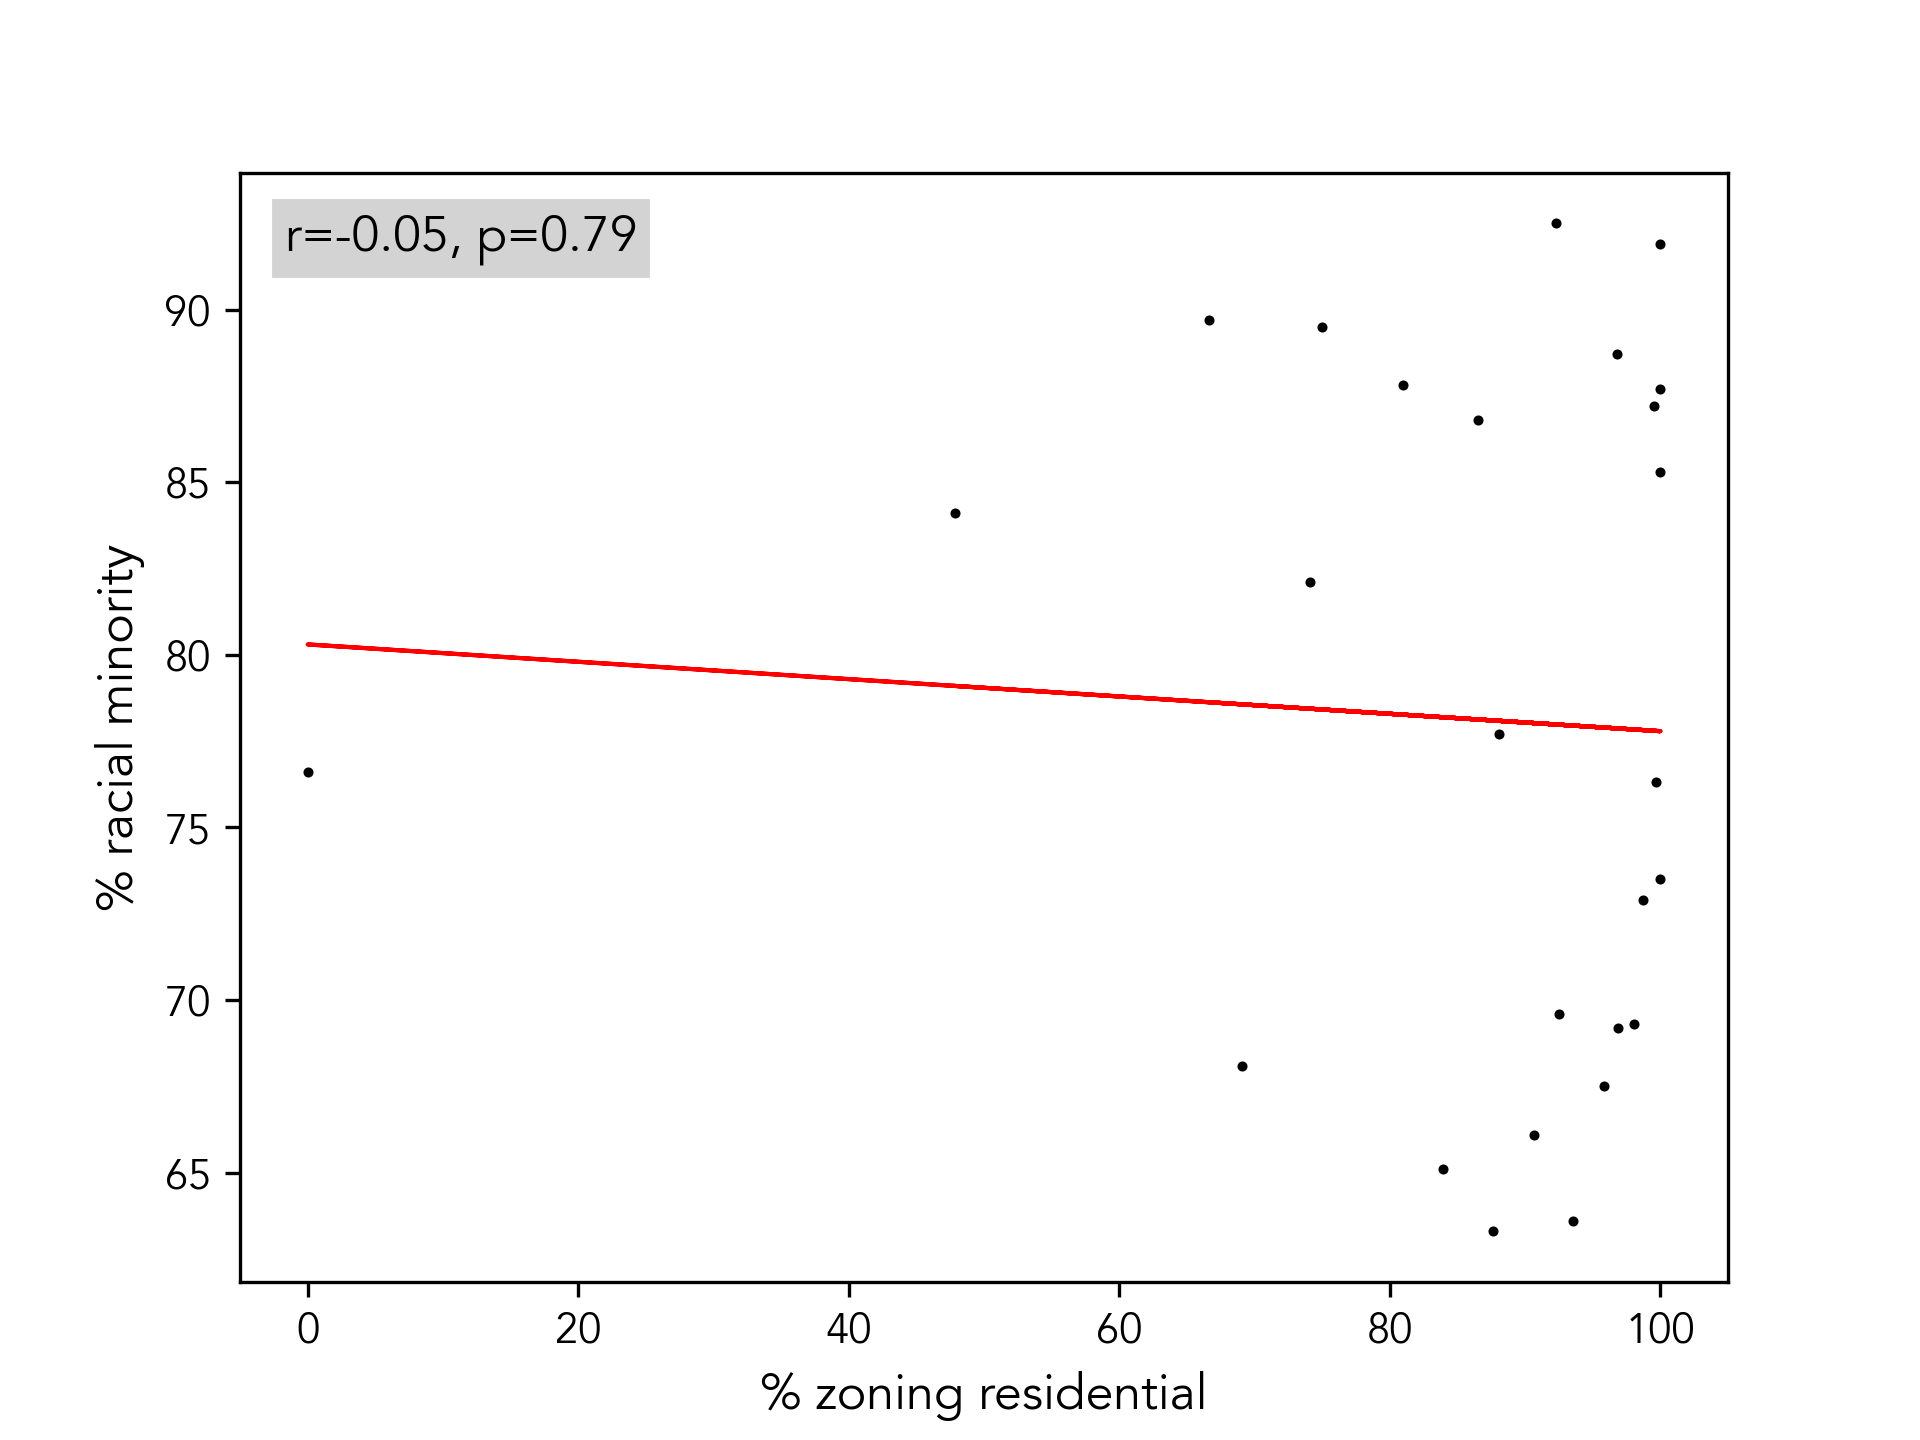 r=-0.05, p=0.79
90
85
80
75
70
65
% racial minority
0 20 40 60 80 100
% zoning residential